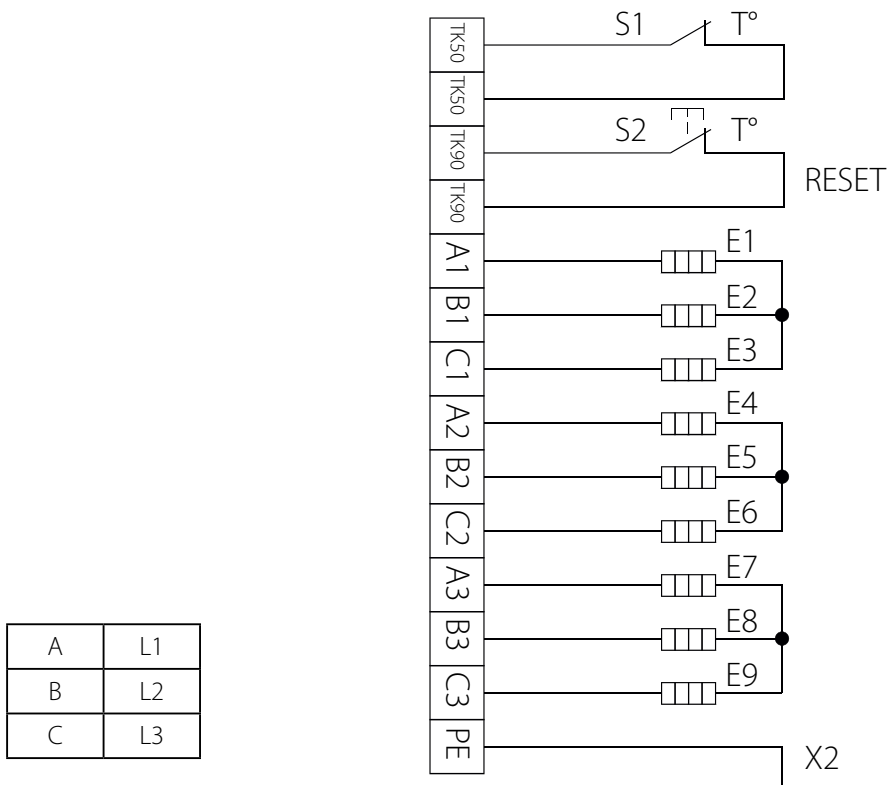 TK50
S1
T°
TK50
TK90
S2
T°
TK90
RESET
A1
E1
B1
E2
C1
E3
A2
E4
B2
E5
C2
E6
A3
E7
B3
E8
C3
E9
PE
X2
A L1
B L2
C L3